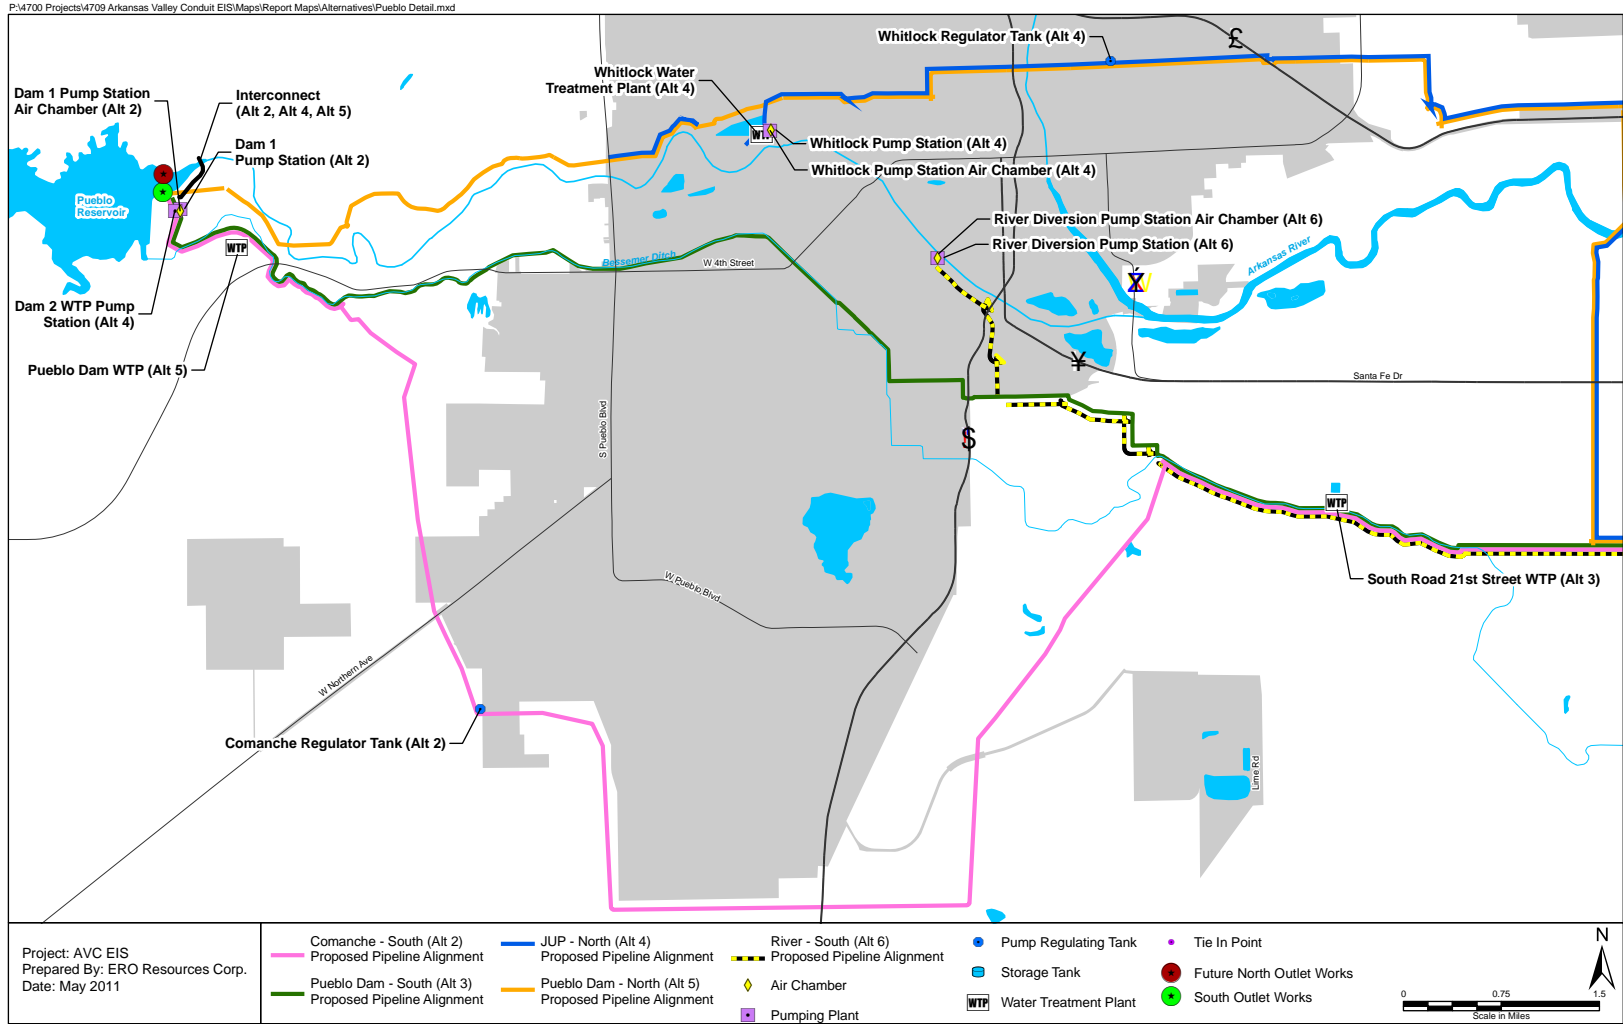 P:\4700 Projects\4709 Arkansas Valley Conduit EIS\Maps\Report Maps\Alternatives\Pueblo Detail.mxd
Whitlock Regulator Tank (Alt 4)
£
Whitlock Water
Treatment Plant (Alt 4)
Dam 1 Pump Station
Air Chamber (Alt 2)
Interconnect
(Alt 2, Alt 4, Alt 5)
Dam 1
Pump Station (Alt 2)
Whitlock Pump Station (Alt 4)
Whitlock Pump Station Air Chamber (Alt 4)
Pueblo
Reservoir
WTP
River Diversion Pump Station Air Chamber (Alt 6)
River Diversion Pump Station (Alt 6)
Arkansas River
Bessemer Ditch
W 4th Street
Dam 2 WTP Pump
Station (Alt 4)
Pueblo Dam WTP (Alt 5)
¥
Santa Fe Dr
S Pueblo Blvd
$
WTP
South Road 21st Street WTP (Alt 3)
W Pueblo Blvd
W Northern Ave
Comanche Regulator Tank (Alt 2)
Lime Rd
Project: AVC EIS
Prepared By: ERO Resources Corp.
Date: May 2011
Comanche - South (Alt 2)
Proposed Pipeline Alignment
Pueblo Dam - South (Alt 3)
Proposed Pipeline Alignment
JUP - North (Alt 4)
Proposed Pipeline Alignment
Pueblo Dam - North (Alt 5)
Proposed Pipeline Alignment
River - South (Alt 6)
Proposed Pipeline Alignment
Air Chamber
Pumping Plant
Pump Regulating Tank
Storage Tank
WTP Water Treatment Plant
Tie In Point
Future North Outlet Works
South Outlet Works
N
0 0.75 1.5
Scale in Miles